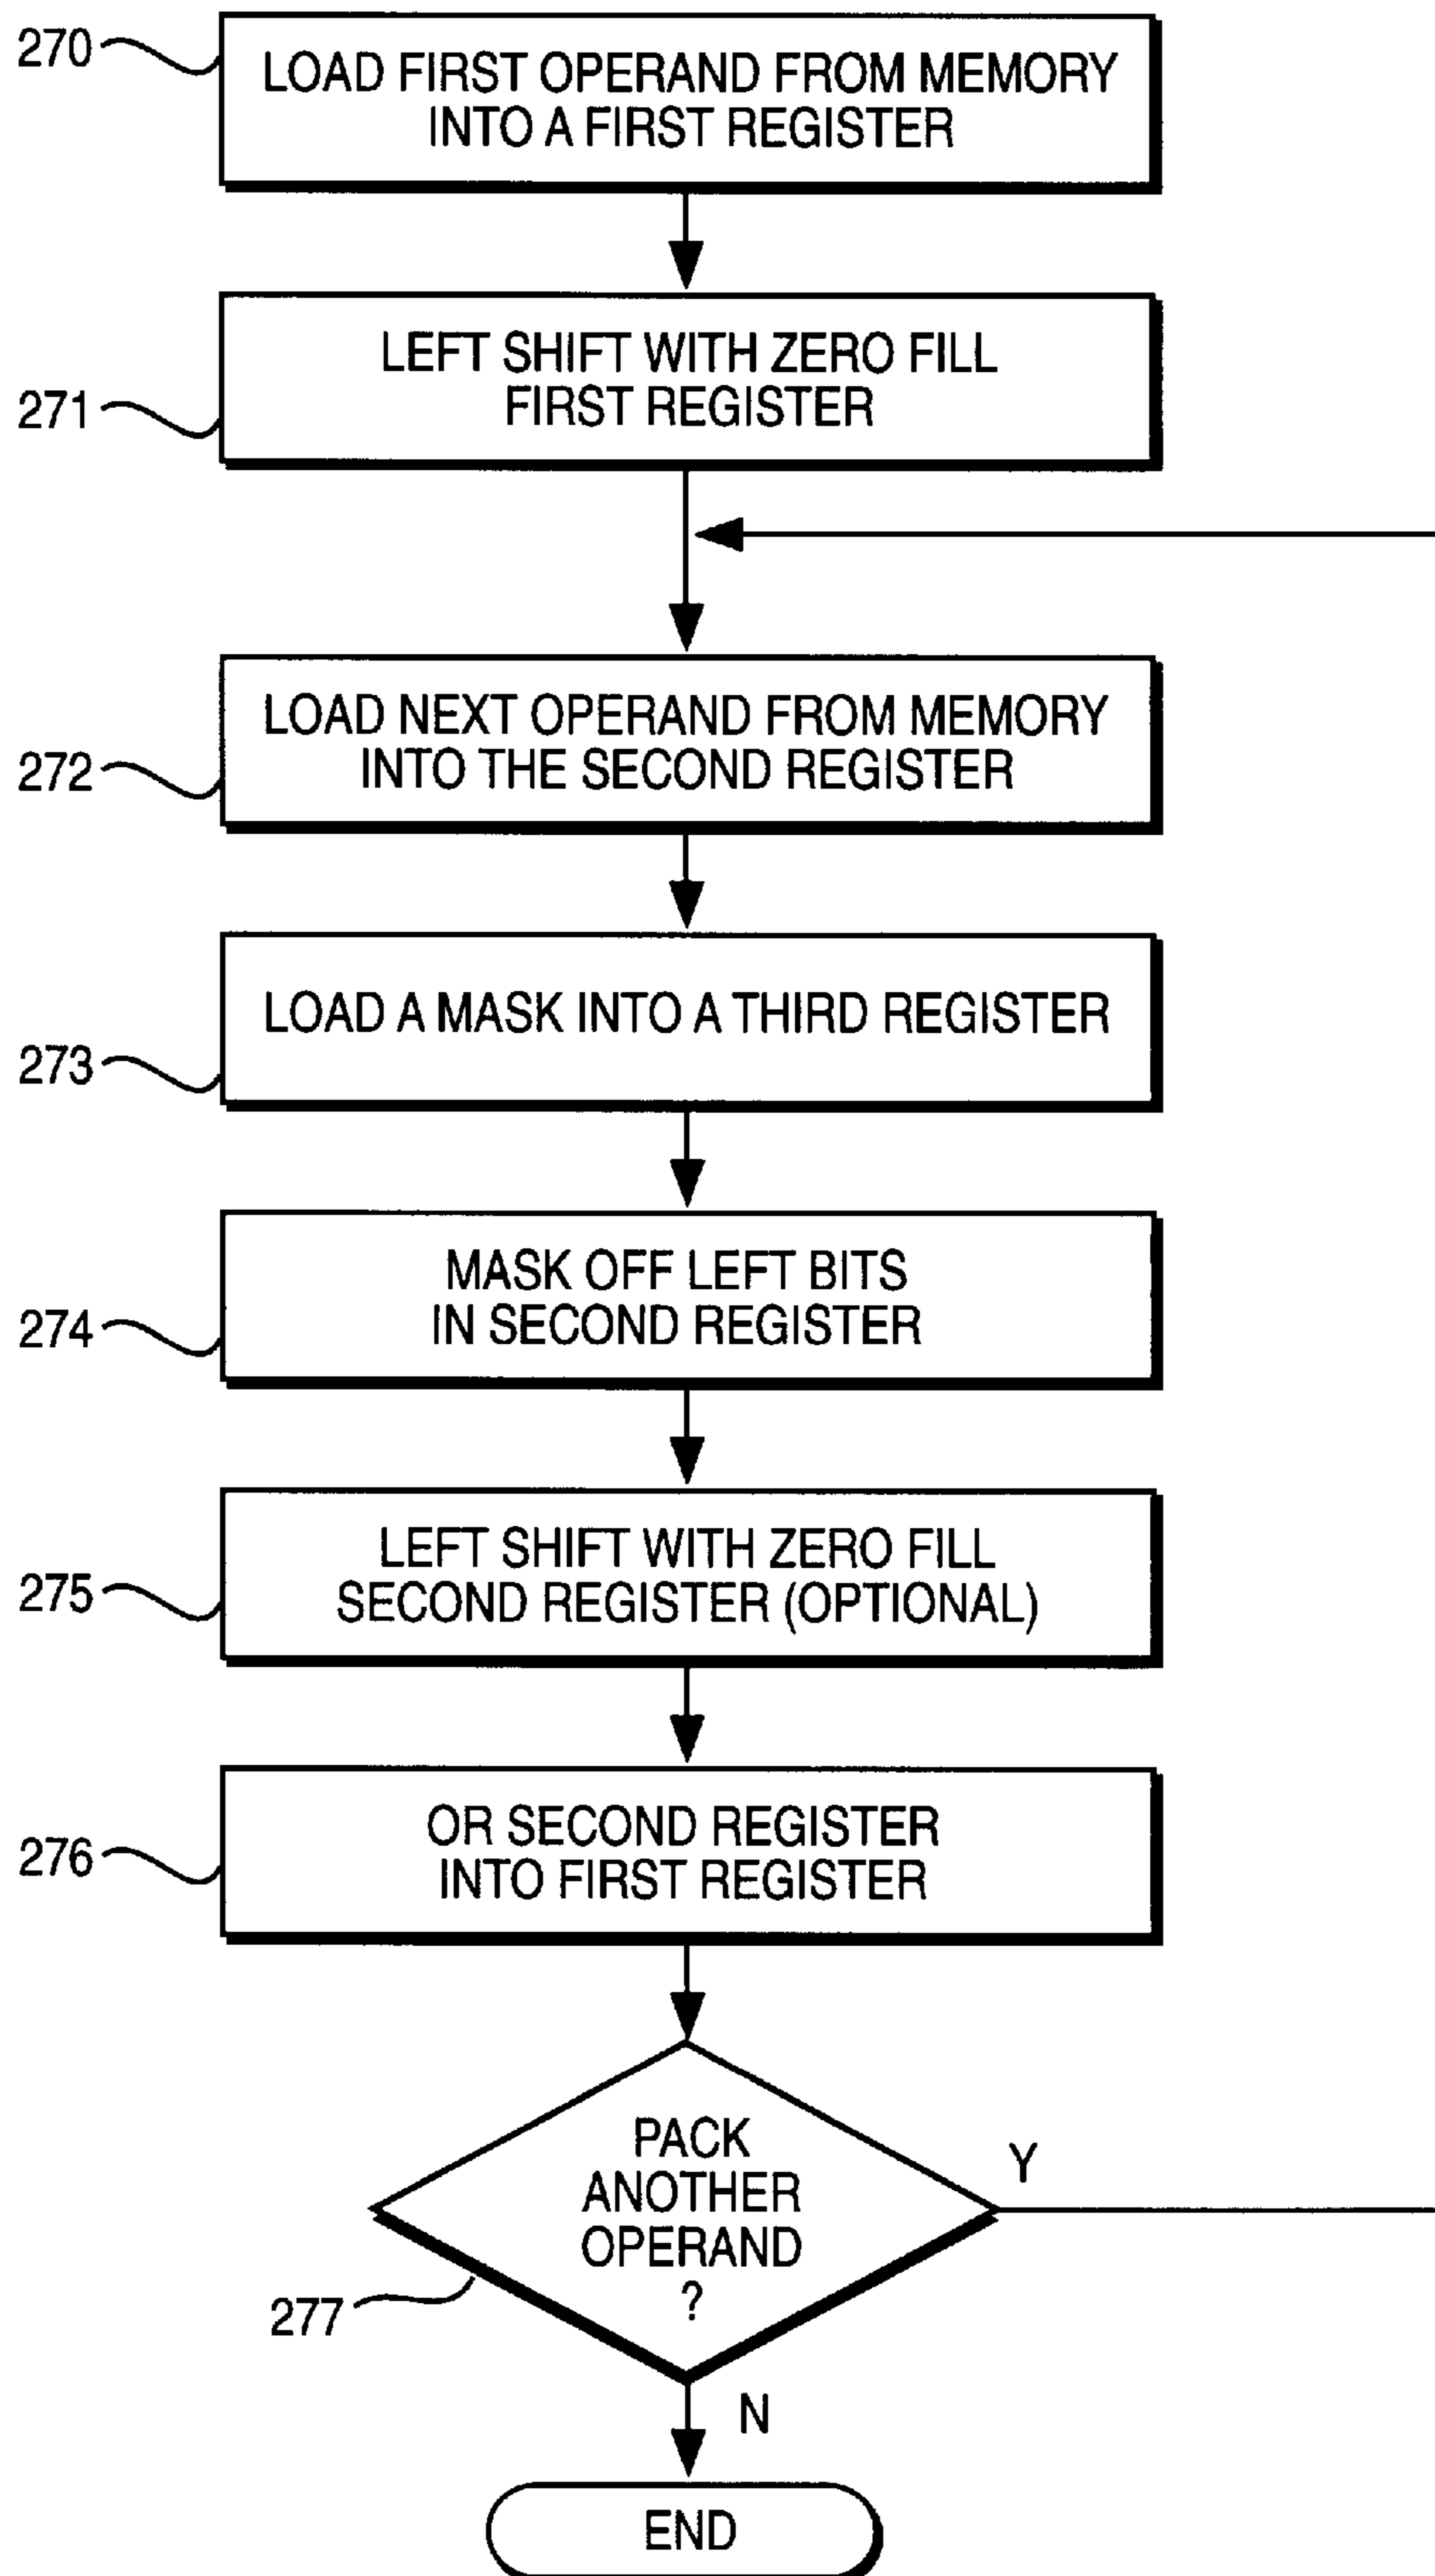 270
LOAD FIRST OPERAND FROM MEMORY
INTO A FIRST REGISTER
LEFT SHIFT WITH ZERO FILL
FIRST REGISTER
271
LOAD NEXT OPERAND FROM MEMORY
INTO THE SECOND REGISTER
272
LOAD A MASK INTO A THIRD REGISTER
273
MASK OFF LEFT BITS
IN SECOND REGISTER
274
LEFT SHIFT WITH ZERO FILL
SECOND REGISTER (OPTIONAL)
275
OR SECOND REGISTER
INTO FIRST REGISTER
276
PACK
ANOTHER
OPERAND
?
Y
277
N
END